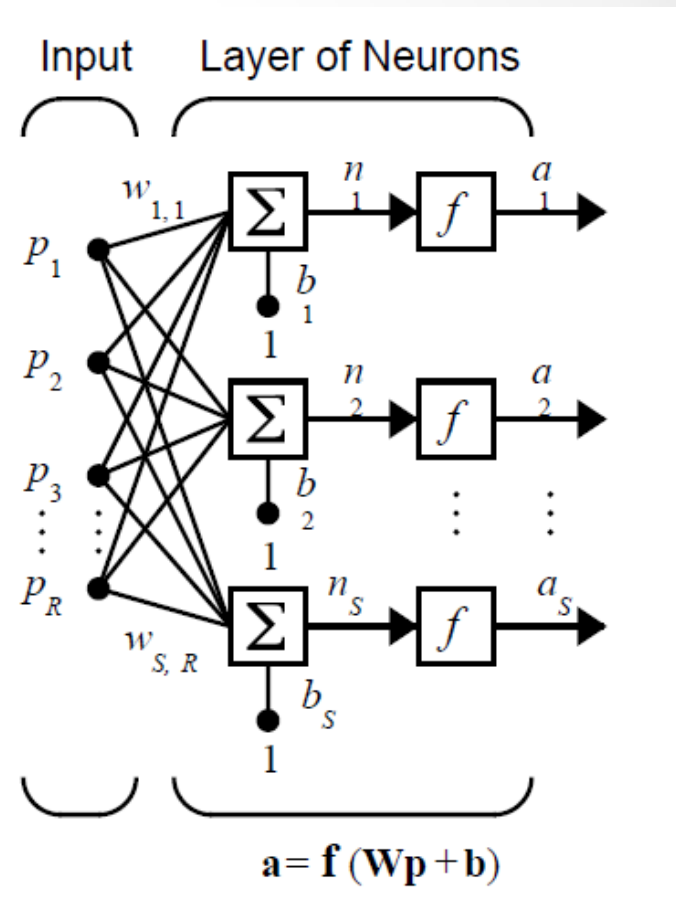 Input Layer of Neurons
w1,1 Σ n1 f a1
p1
b1
1
p2
Σ n2 f a2
p3
b2
1
pR
Σ nS f aS
wS, R
bS
1
a = f (Wp + b)